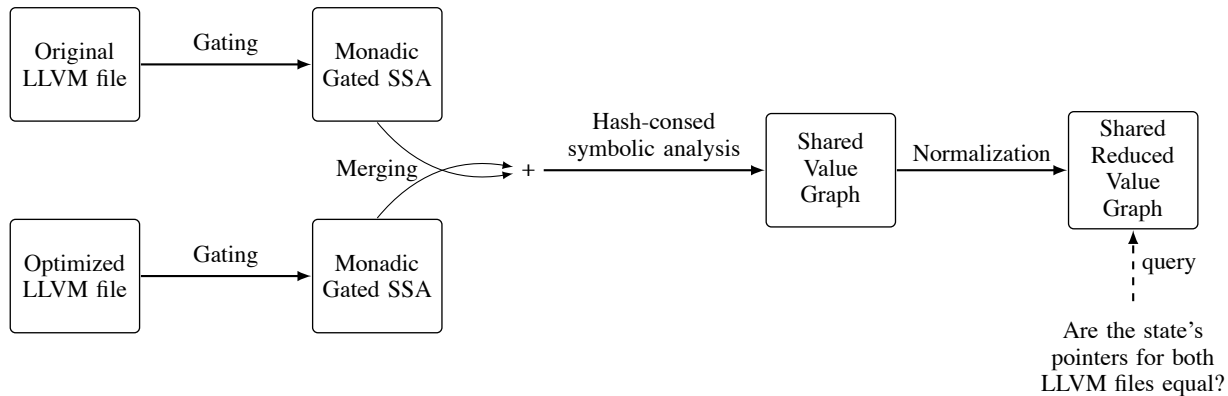 Original
LLVM file
Gating
Monadic
Gated SSA
Merging
Optimized
LLVM file
Gating
Monadic
Gated SSA
+
Hash-consed
symbolic analysis
Shared
Value
Graph
Normalization
Shared
Reduced
Value
Graph
query
Are the state's
pointers for both
LLVM files equal?